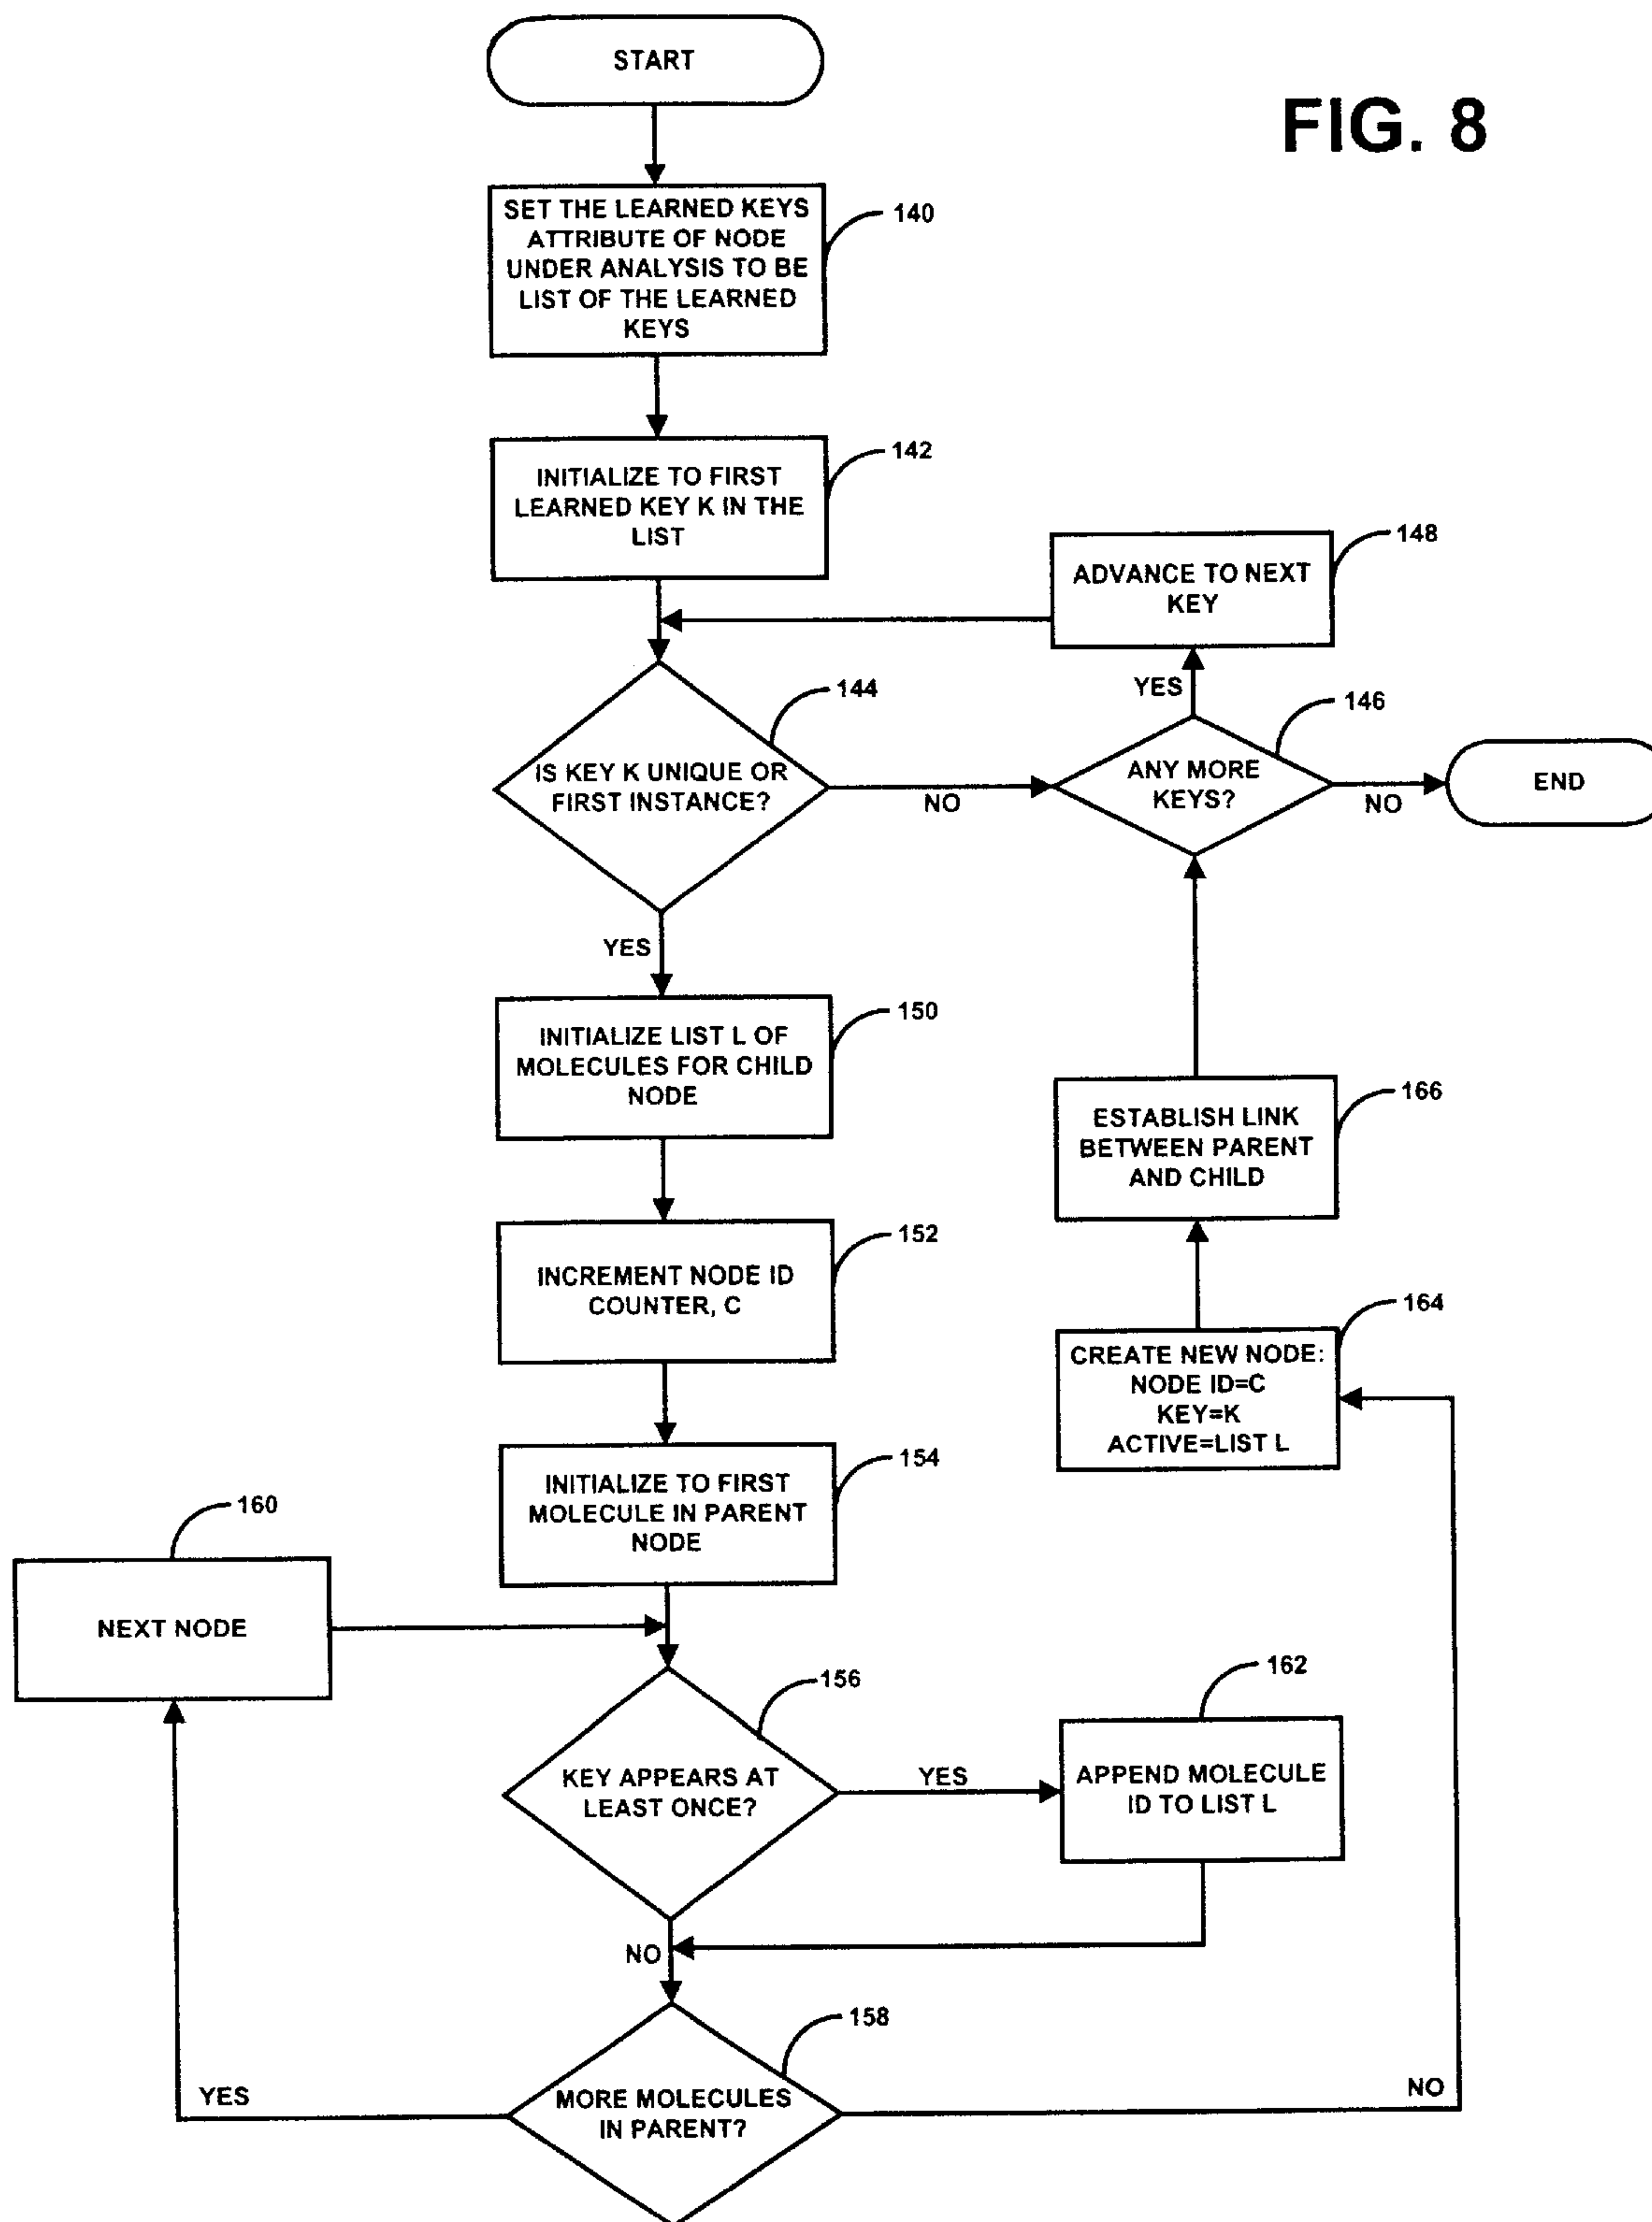 START
FIG. 8
SET THE LEARNED KEYS
ATTRIBUTE OF NODE
UNDER ANALYSIS TO BE
LIST OF THE LEARNED
KEYS
140
INITIALIZE TO FIRST
LEARNED KEY K IN THE
LIST
142
ADVANCE TO NEXT
KEY
148
YES
IS KEY K UNIQUE OR
FIRST INSTANCE?
144
NO
ANY MORE
KEYS?
146
NO
END
YES
INITIALIZE LIST L OF
MOLECULES FOR CHILD
NODE
150
ESTABLISH LINK
BETWEEN PARENT
AND CHILD
166
INCREMENT NODE ID
COUNTER, C
152
CREATE NEW NODE:
NODE ID=C
KEY=K
ACTIVE=LIST L
164
INITIALIZE TO FIRST
MOLECULE IN PARENT
NODE
154
160
NEXT NODE
KEY APPEARS AT
LEAST ONCE?
156
YES
APPEND MOLECULE
ID TO LIST L
162
NO
MORE MOLECULES
IN PARENT?
158
YES
NO